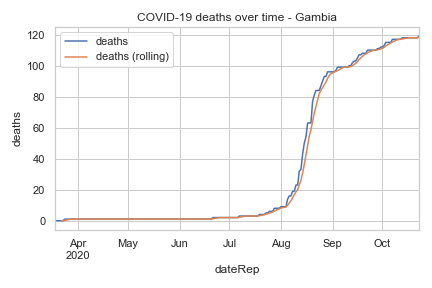 COVID-19 deaths over time - Gambia
deaths
deaths (rolling)
120
100
80
60
40
20
0
deaths
Apr May Jun Jul Aug Sep Oct
2020
dateRep